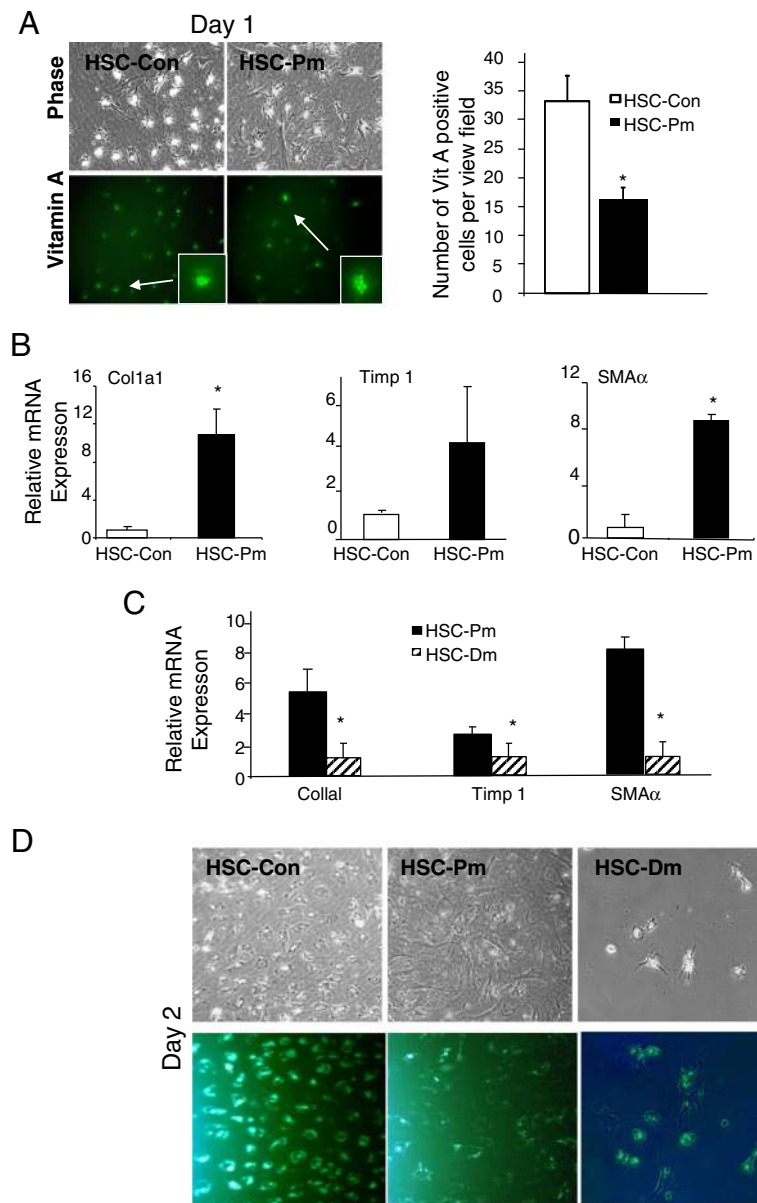 A
Day 1
HSC-Con
HSC-Pm
Phase
Vitamin A
Number of Vit A positive
cells per view field
40
35
30
25
20
15
10
5
0
HSC-Con
HSC-Pm
*
B
Relative mRNA
Expresson
Col1a1
16
12
8
4
0
*
HSC-Con
HSC-Pm
Timp 1
6
4
2
0
HSC-Con
HSC-Pm
SMAα
12
8
4
0
*
HSC-Con
HSC-Pm
C
Relative mRNA
Expresson
10
8
6
4
2
0
HSC-Pm
HSC-Dm
*
*
*
Collal
Timp 1
SMAα
D
HSC-Con
HSC-Pm
HSC-Dm
Day 2